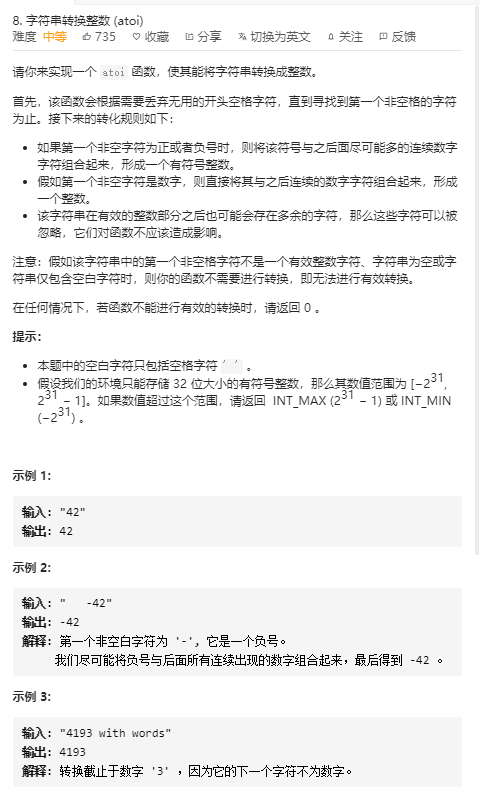 8. 字符串转换整数 (atoi)
难度 中等 735 收藏 分享 切换为英文 关注 反馈
请你来实现一个 atoi 函数，使其能将字符串转换成整数。
首先，该函数会根据需要丢弃无用的开头空格字符，直到寻找到第一个非空格的字符
为止。接下来的转化规则如下：
• 如果第一个非空字符为正或者负号时，则将该符号与之后面尽可能多的连续数字
字符组合起来，形成一个有符号整数。
• 假如第一个非空字符是数字，则直接将其与之后连续的数字字符组合起来，形成
一个整数。
• 该字符串在有效的整数部分之后也可能会存在多余的字符，那么这些字符可以被
忽略，它们对函数不应该造成影响。
注意：假如该字符串中的第一个非空格字符不是一个有效整数字符、字符串为空或字
符串仅包含空白字符时，则你的函数不需要进行转换，即无法进行有效转换。
在任何情况下，若函数不能进行有效的转换时，请返回 0 。
提示：
• 本题中的空白字符只包括空格字符 ' ' 。
• 假设我们的环境只能存储 32 位大小的有符号整数，那么其数值范围为 [−2³¹,
2³¹ − 1]。如果数值超过这个范围，请返回 INT_MAX (2³¹ − 1) 或 INT_MIN
(−2³¹) 。
示例 1:
输入: "42"
输出: 42
示例 2:
输入: "   -42"
输出: -42
解释: 第一个非空白字符为 '-', 它是一个负号。
我们尽可能将负号与后面所有连续出现的数字组合起来，最后得到 -42 。
示例 3:
输入: "4193 with words"
输出: 4193
解释: 转换截止于数字 '3' ，因为它的下一个字符不为数字。